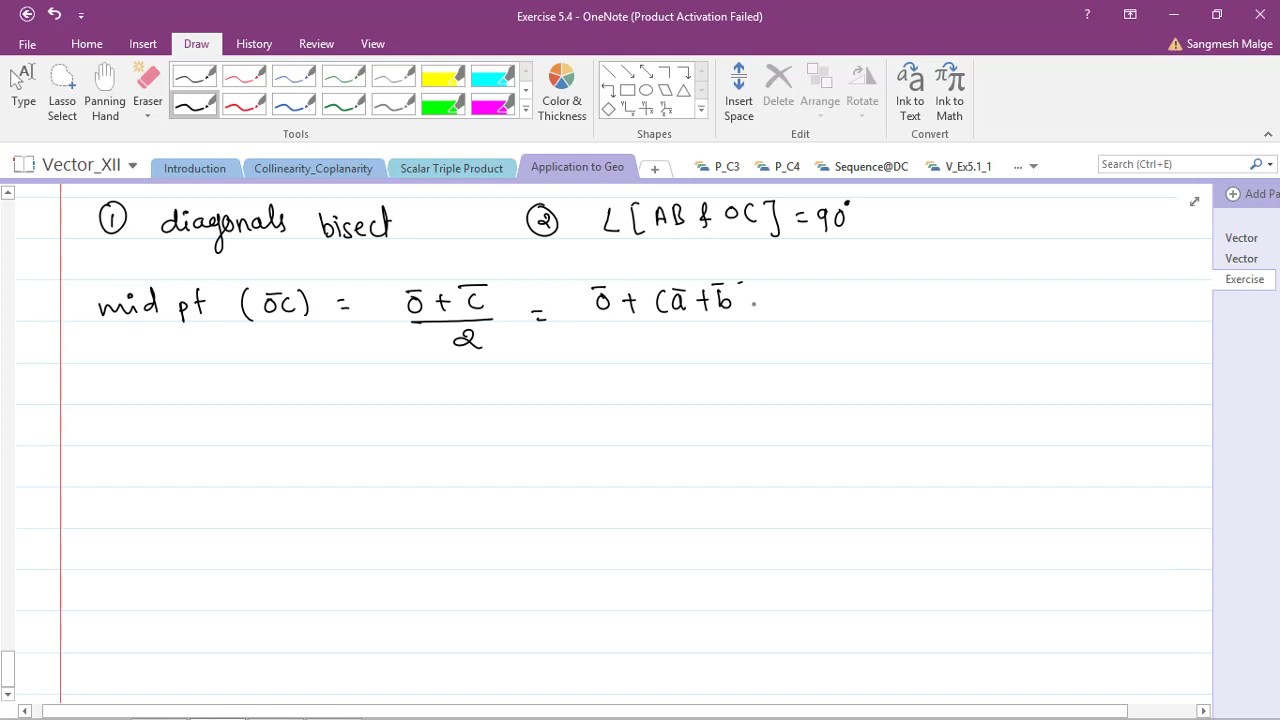 Exercise 5.4 - OneNote (Product Activation Failed)
?
File Home Insert Draw History Review View Sangmesh Malge
Type Lasso Select Panning Hand Eraser Color & Thickness Insert Space Delete Arrange Rotate Ink to Text Ink to Math
Tools Shapes Edit Convert
Vector_XII Introduction Collinearity_Coplanarity Scalar Triple Product Application to Geo + P_C3 P_C4 Sequence@DC V_Ex5.1_1 ... Search (Ctrl+E)
Add Pa
① diagonals bisect ② ∠[AB & OC] = 90°
Vector
Vector
Exercise
mid pt (o̅c) = (o̅ + c̅)/2 = o̅ + (a̅ + b̅